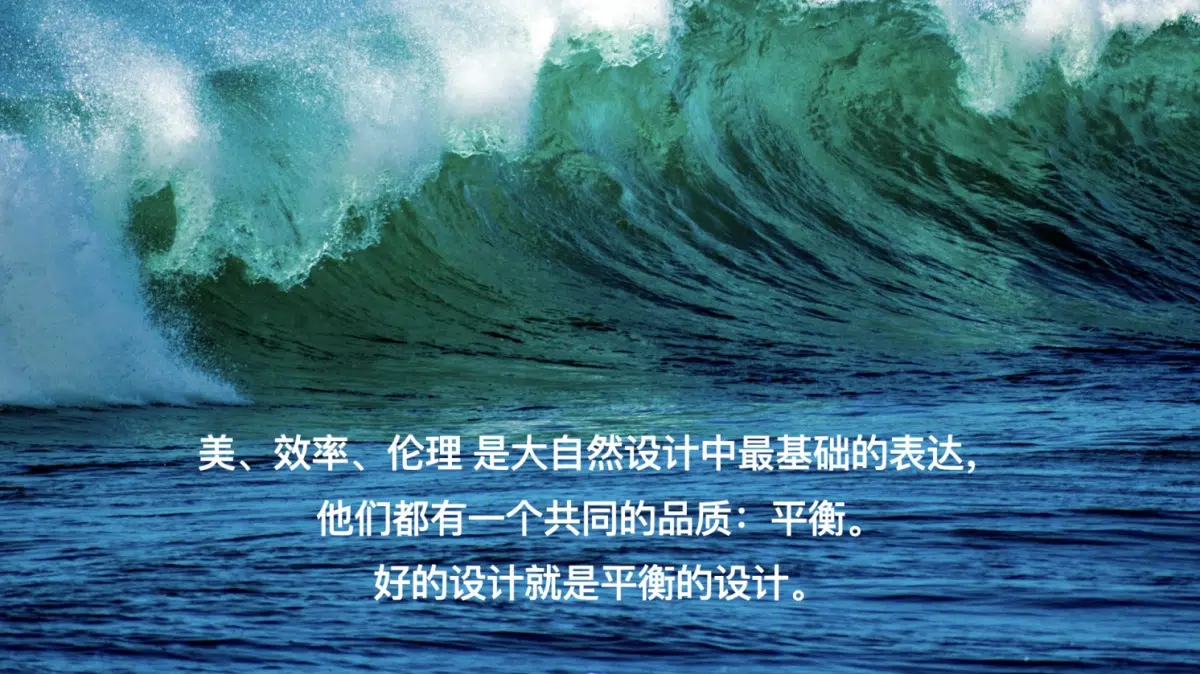 美、效率、伦理 是大自然设计中最基础的表达,
他们都有一个共同的品质：平衡。
好的设计就是平衡的设计。